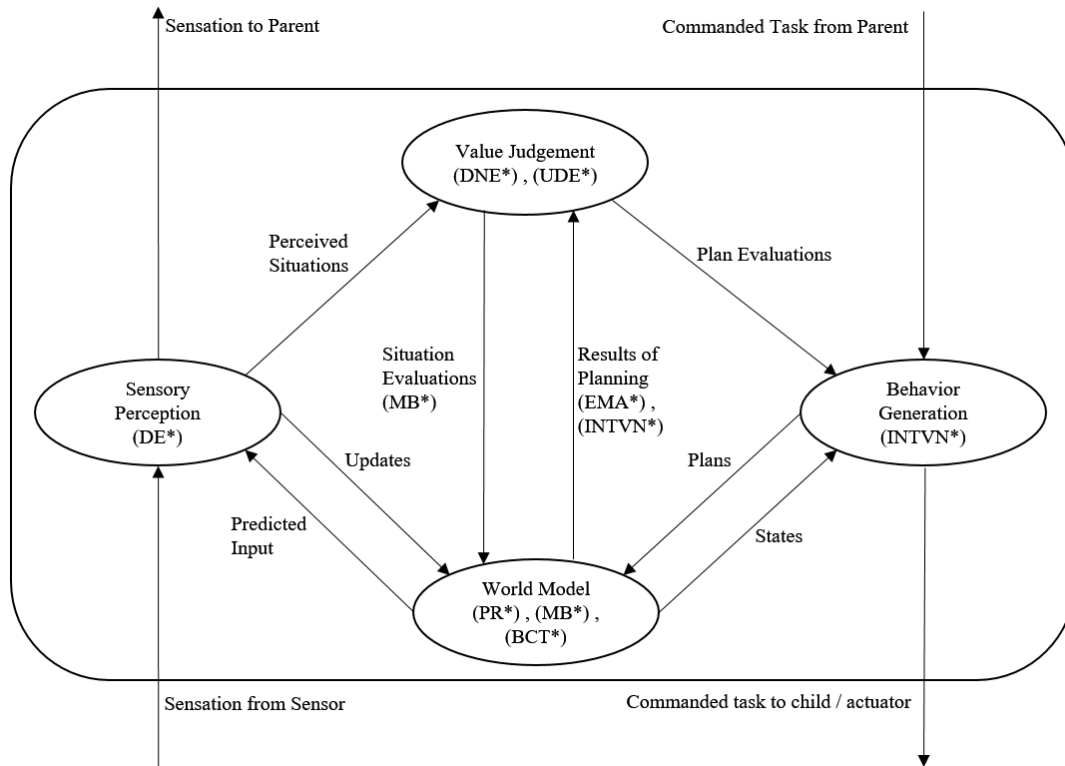 Sensation to Parent
Commanded Task from Parent
Value Judgement
(DNE*) , (UDE*)
Perceived
Situations
Plan Evaluations
Situation
Evaluations
(MB*)
Results of
Planning
(EMA*) ,
(INTVN*)
Sensory
Perception
(DE*)
Behavior
Generation
(INTVN*)
Updates
Plans
Predicted
Input
States
World Model
(PR*) , (MB*) ,
(BCT*)
Sensation from Sensor
Commanded task to child / actuator